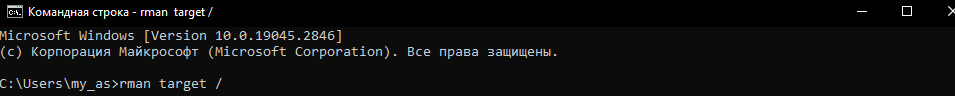 Командная строка - rman target /
Microsoft Windows [Version 10.0.19045.2846]
(c) Корпорация Майкрософт (Microsoft Corporation). Все права защищены.
C:\Users\my_as>rman target /